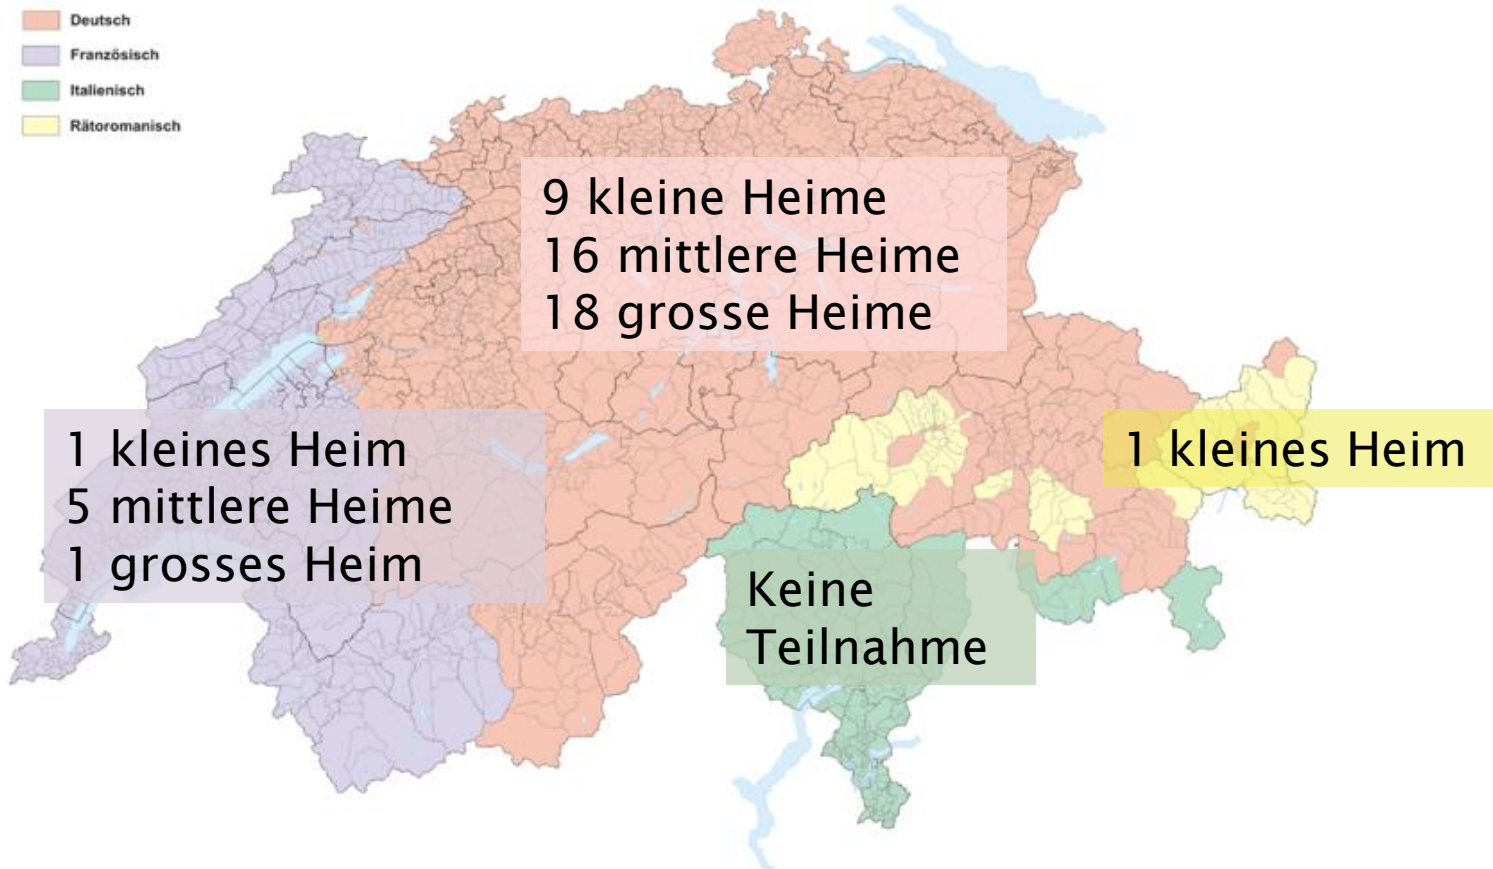 Deutsch
Französisch
Italienisch
Rätoromanisch
9 kleine Heime
16 mittlere Heime
18 grosse Heime
1 kleines Heim
5 mittlere Heime
1 grosses Heim
1 kleines Heim
Keine
Teilnahme